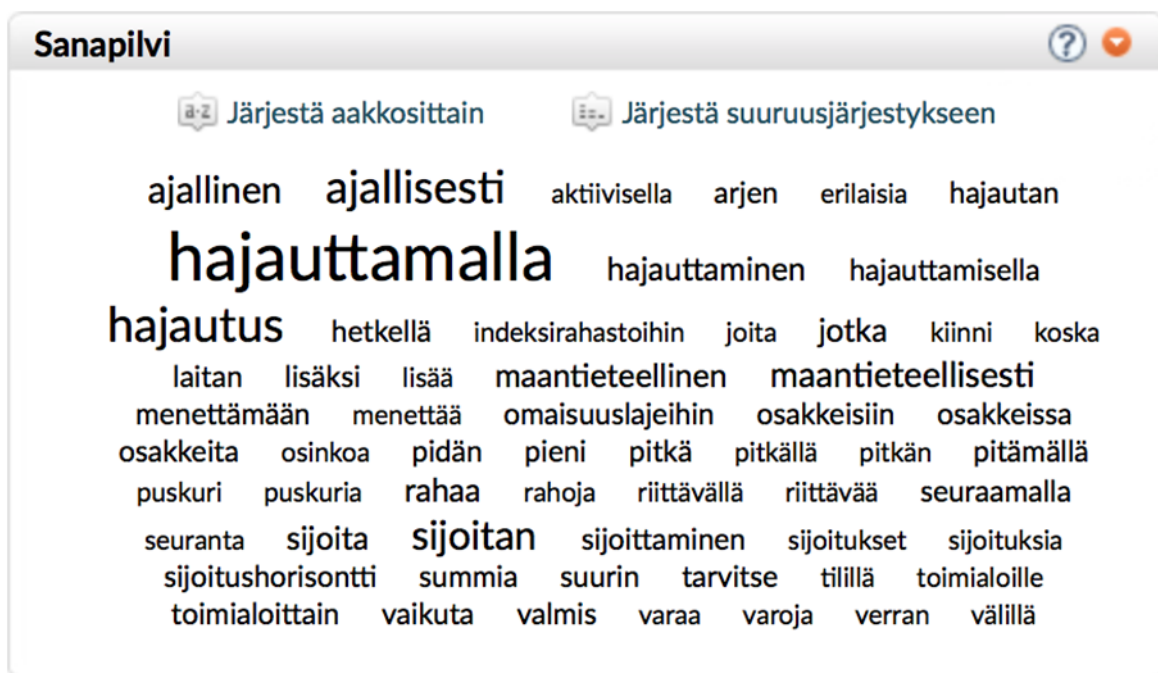 Sanapilvi ?
a-z Järjestä aakkosittain Järjestä suuruusjärjestykseen
ajallinen ajallisesti aktiivisella arjen erilaisia hajautan
hajauttamalla hajauttaminen hajauttamisella
hajautus hetkellä indeksirahastoihin joita jotka kiinni koska
laitan lisäksi lisää maantieteellinen maantieteellisesti
menettämään menettää omaisuuslajeihin osakkeisiin osakkeissa
osakkeita osinkoa pidän pieni pitkä pitkällä pitkän pitämällä
puskuri puskuria rahaa rahoja riittävällä riittävää seuraamalla
seuranta sijoita sijoitan sijoittaminen sijoitukset sijoituksia
sijoitushorisontti summia suurin tarvitse tilillä toimialoille
toimialoittain vaikuta valmis varaa varoja verran välillä